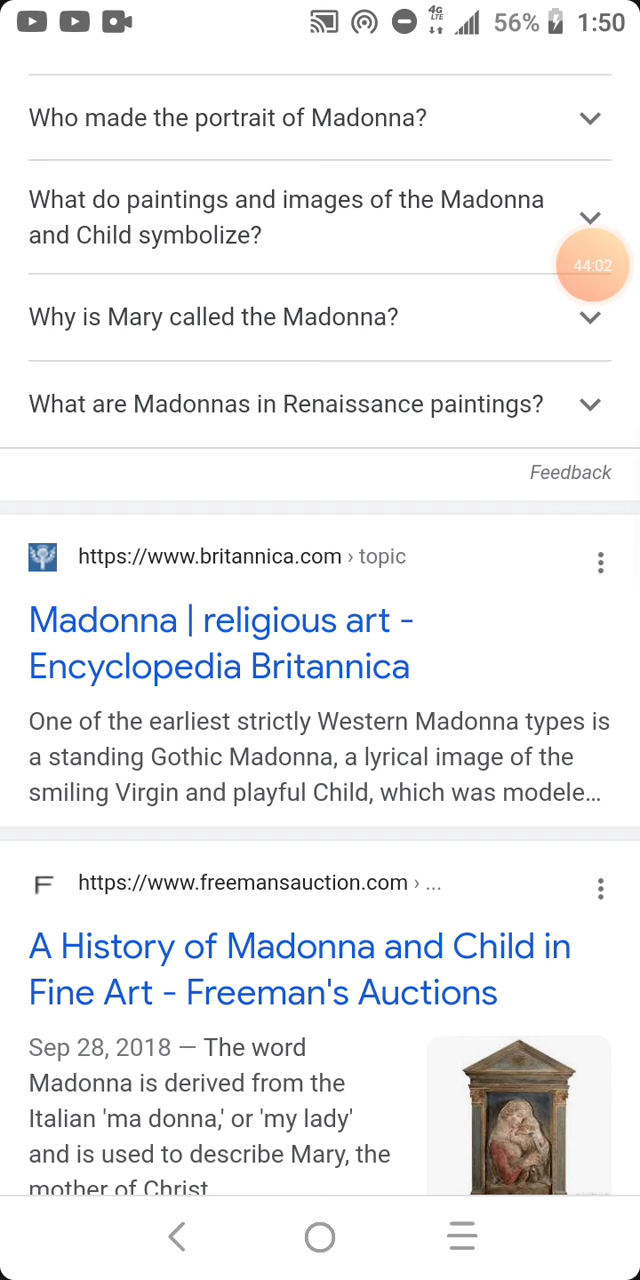 4G
LTE
56%
1:50
Who made the portrait of Madonna?
What do paintings and images of the Madonna
and Child symbolize?
44:02
Why is Mary called the Madonna?
What are Madonnas in Renaissance paintings?
Feedback
https://www.britannica.com › topic
Madonna | religious art -
Encyclopedia Britannica
One of the earliest strictly Western Madonna types is
a standing Gothic Madonna, a lyrical image of the
smiling Virgin and playful Child, which was modele...
F https://www.freemansauction.com › ...
A History of Madonna and Child in
Fine Art - Freeman's Auctions
Sep 28, 2018 — The word
Madonna is derived from the
Italian 'ma donna,' or 'my lady'
and is used to describe Mary, the
mother of Christ